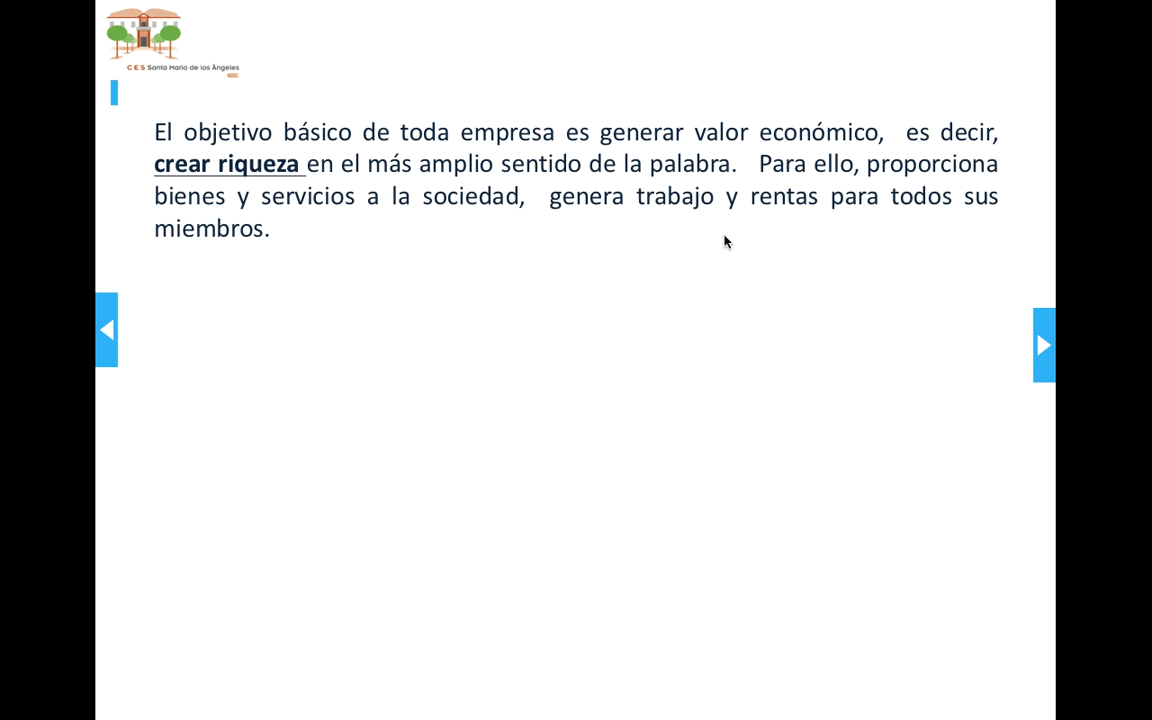 C E S Santa María de los Ángeles
El objetivo básico de toda empresa es generar valor económico, es decir,
crear riqueza en el más amplio sentido de la palabra. Para ello, proporciona
bienes y servicios a la sociedad, genera trabajo y rentas para todos sus
miembros.